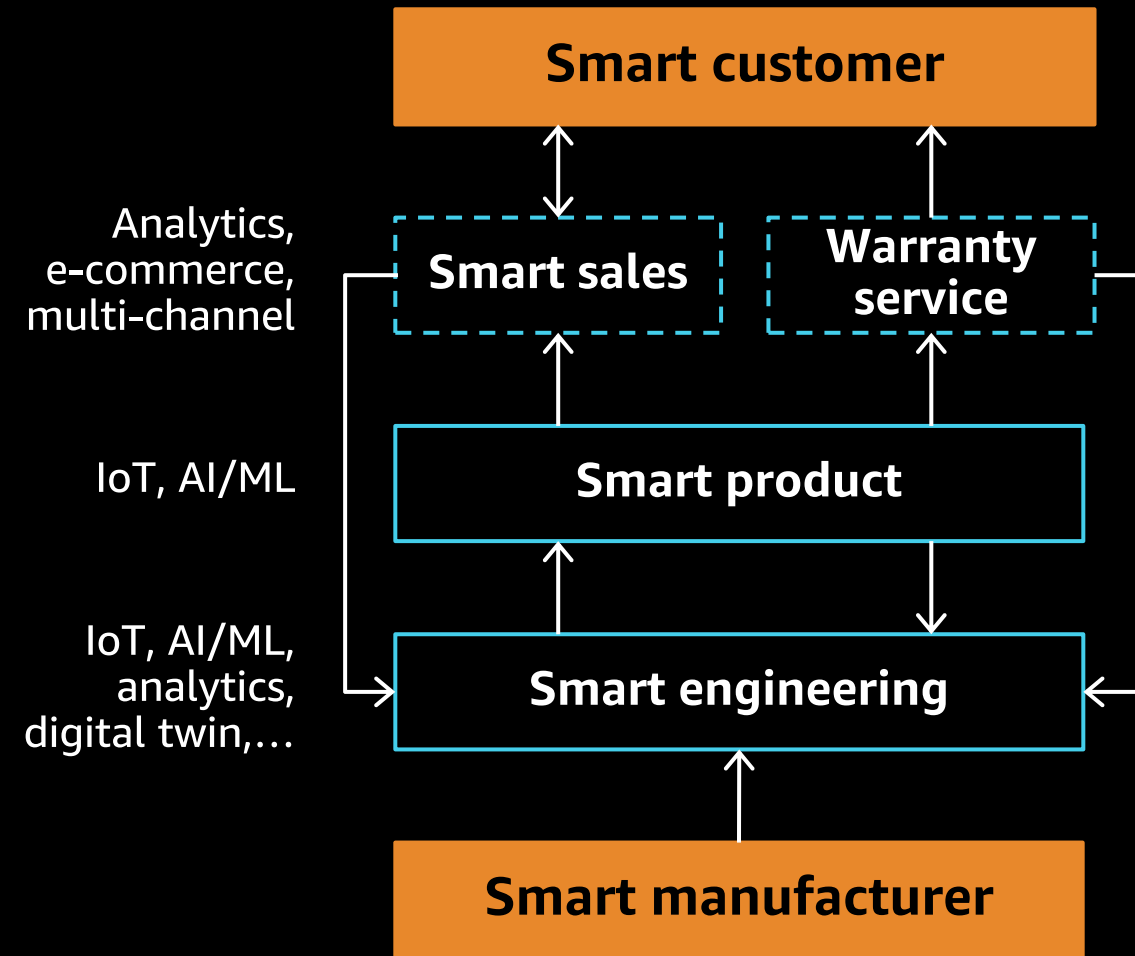 Smart customer
Analytics,
e-commerce,
multi-channel
Smart sales
Warranty
service
IoT, AI/ML
Smart product
IoT, AI/ML,
analytics,
digital twin,…
Smart engineering
Smart manufacturer